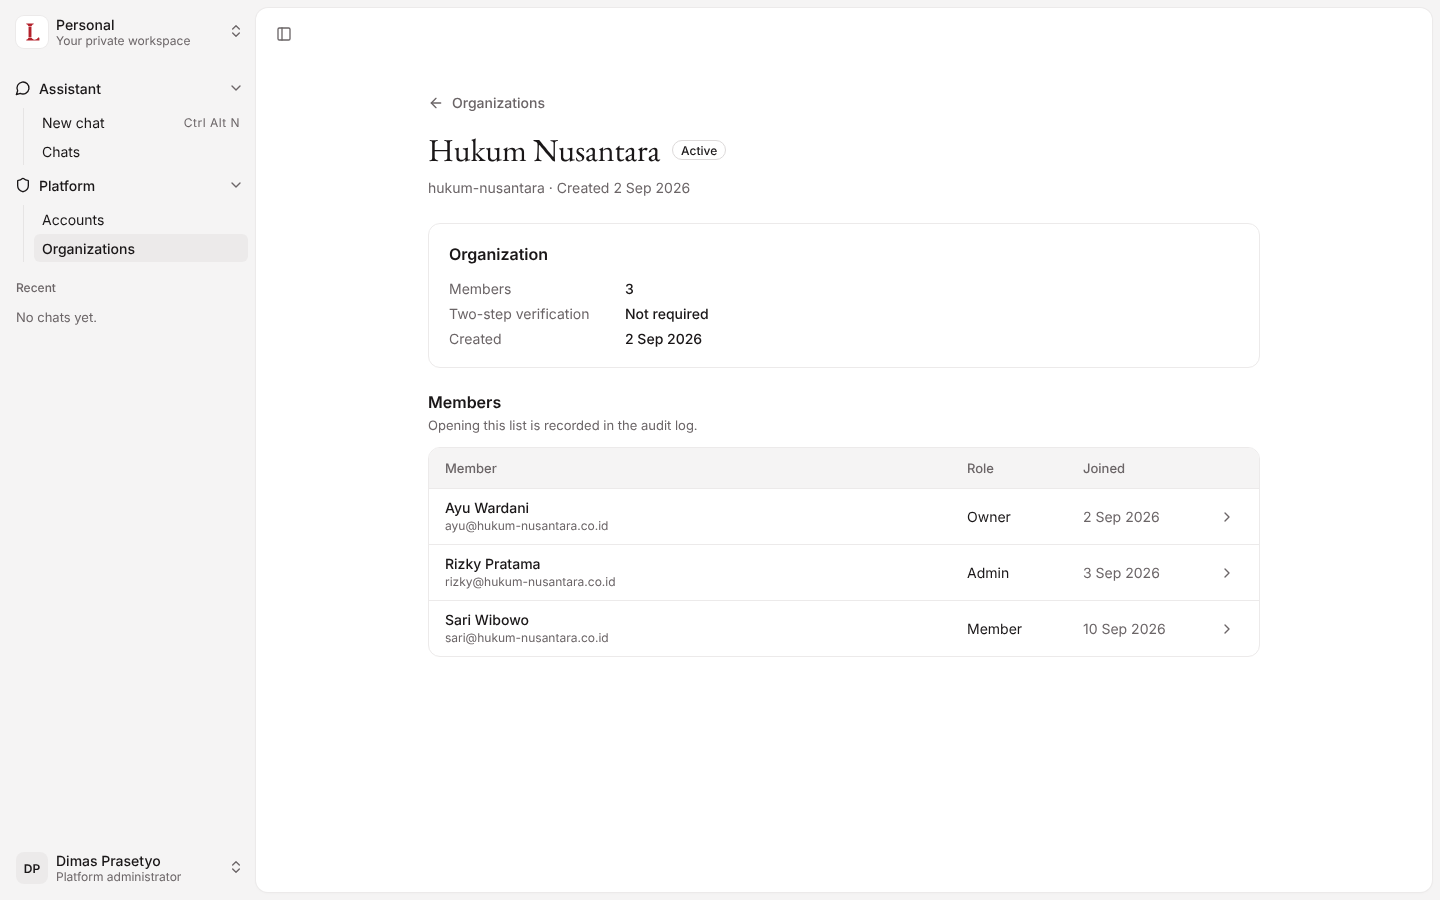 L
Personal
Your private workspace
Assistant
New chat Ctrl Alt N
Chats
Platform
Accounts
Organizations
Recent
No chats yet.
DP
Dimas Prasetyo
Platform administrator
Organizations
Hukum Nusantara Active
hukum-nusantara · Created 2 Sep 2026
Organization
Members 3
Two-step verification Not required
Created 2 Sep 2026
Members
Opening this list is recorded in the audit log.
Member Role Joined
Ayu Wardani
ayu@hukum-nusantara.co.id
Owner 2 Sep 2026
Rizky Pratama
rizky@hukum-nusantara.co.id
Admin 3 Sep 2026
Sari Wibowo
sari@hukum-nusantara.co.id
Member 10 Sep 2026